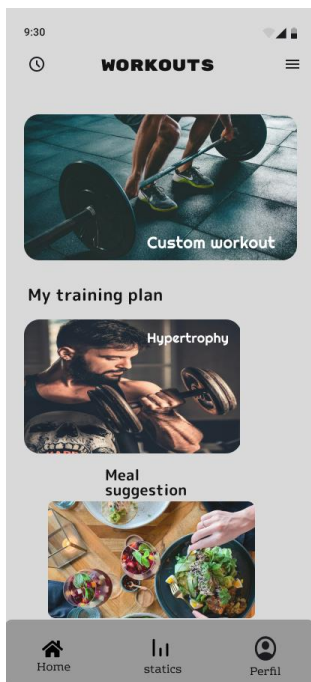 9:30
WORKOUTS
Custom workout
My training plan
Hypertrophy
Meal
suggestion
Home
statics
Perfil